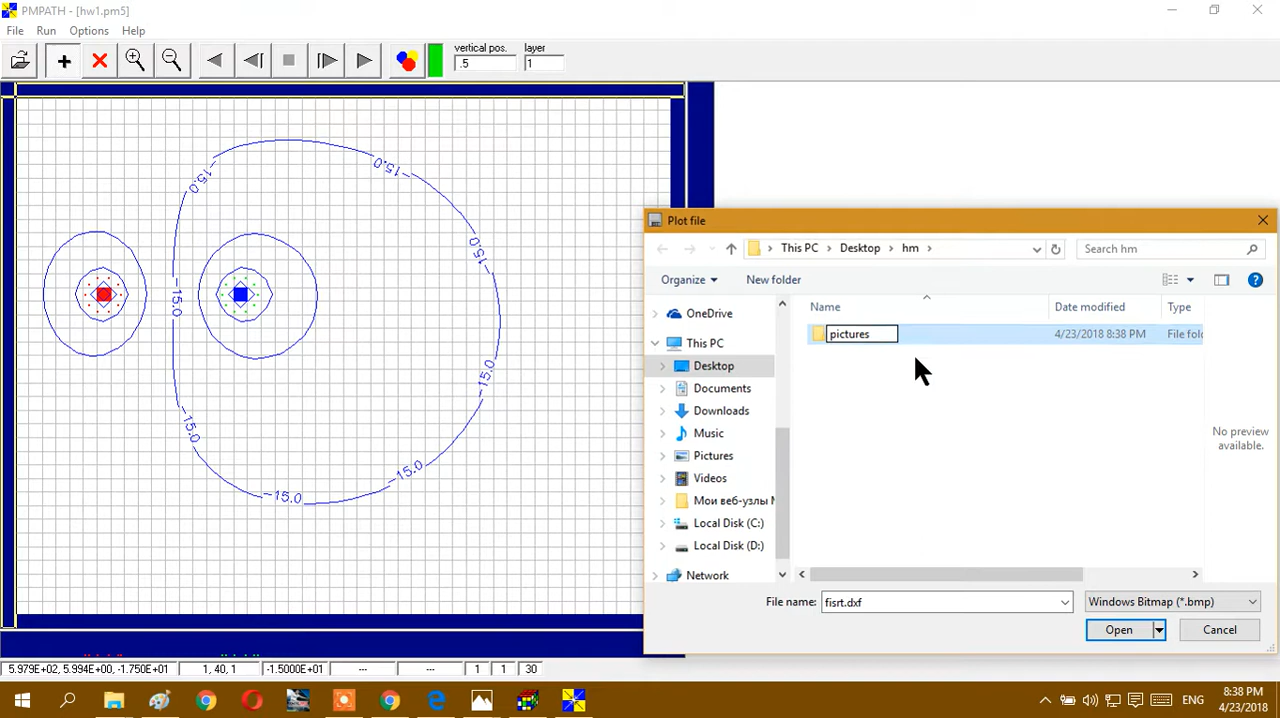 PMPATH - [hw1.pm5]
File Run Options Help
vertical pos. layer
.5 1
-15.0
-15.0
-15.0
-15.0
-15.0
-15.0
-15.0
-15.0
Plot file
This PC Desktop hm
Search hm
Organize New folder
Name Date modified Type
OneDrive
pictures 4/23/2018 8:38 PM File fol
This PC
Desktop
Documents
Downloads
Music
Pictures
Videos
Мои веб-узлы
Local Disk (C:)
Local Disk (D:)
Network
No preview
available.
File name: fisrt.dxf Windows Bitmap (*.bmp)
Open Cancel
5.979E+02, 5.994E+00, -1.750E+01 1, 40, 1 -1.5000E+01 --- --- 1 1 30
ENG 8:38 PM
4/23/2018